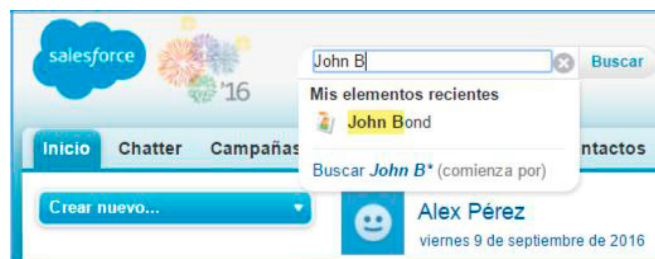 salesforce
'16
John B
Buscar
Mis elementos recientes
John Bond
Inicio Chatter Campañas ntactos
Buscar John B* (comienza por)
Crear nuevo...
Alex Pérez
viernes 9 de septiembre de 2016